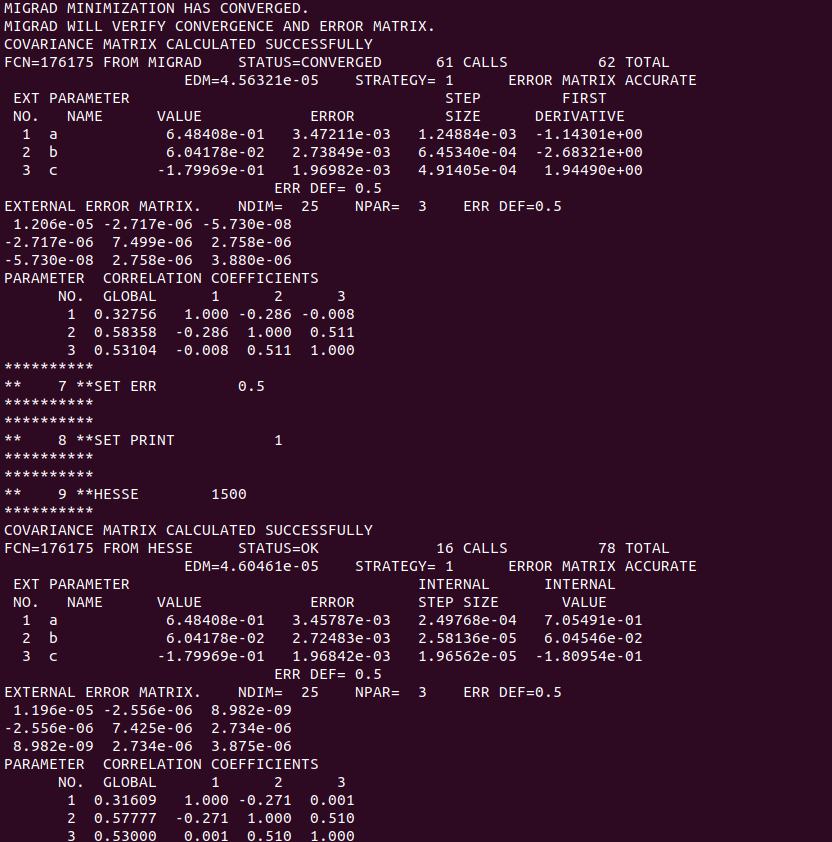 MIGRAD MINIMIZATION HAS CONVERGED.
MIGRAD WILL VERIFY CONVERGENCE AND ERROR MATRIX.
COVARIANCE MATRIX CALCULATED SUCCESSFULLY
FCN=176175 FROM MIGRAD    STATUS=CONVERGED      61 CALLS          62 TOTAL
                    EDM=4.56321e-05    STRATEGY= 1      ERROR MATRIX ACCURATE
 EXT PARAMETER                                   STEP         FIRST
 NO.   NAME      VALUE            ERROR          SIZE      DERIVATIVE
  1  a            6.48408e-01   3.47211e-03   1.24884e-03  -1.14301e+00
  2  b            6.04178e-02   2.73849e-03   6.45340e-04  -2.68321e+00
  3  c           -1.79969e-01   1.96982e-03   4.91405e-04   1.94490e+00
                              ERR DEF= 0.5
EXTERNAL ERROR MATRIX.    NDIM=  25    NPAR=  3    ERR DEF=0.5
 1.206e-05 -2.717e-06 -5.730e-08
-2.717e-06  7.499e-06  2.758e-06
-5.730e-08  2.758e-06  3.880e-06
PARAMETER  CORRELATION COEFFICIENTS
      NO.  GLOBAL      1      2      3
       1  0.32756   1.000 -0.286 -0.008
       2  0.58358  -0.286  1.000  0.511
       3  0.53104  -0.008  0.511  1.000
**********
**    7 **SET ERR         0.5
**********
**********
**    8 **SET PRINT           1
**********
**********
**    9 **HESSE        1500
**********
COVARIANCE MATRIX CALCULATED SUCCESSFULLY
FCN=176175 FROM HESSE     STATUS=OK             16 CALLS          78 TOTAL
                    EDM=4.60461e-05    STRATEGY= 1      ERROR MATRIX ACCURATE
 EXT PARAMETER                                INTERNAL      INTERNAL
 NO.   NAME      VALUE            ERROR       STEP SIZE       VALUE
  1  a            6.48408e-01   3.45787e-03   2.49768e-04   7.05491e-01
  2  b            6.04178e-02   2.72483e-03   2.58136e-05   6.04546e-02
  3  c           -1.79969e-01   1.96842e-03   1.96562e-05  -1.80954e-01
                              ERR DEF= 0.5
EXTERNAL ERROR MATRIX.    NDIM=  25    NPAR=  3    ERR DEF=0.5
 1.196e-05 -2.556e-06  8.982e-09
-2.556e-06  7.425e-06  2.734e-06
 8.982e-09  2.734e-06  3.875e-06
PARAMETER  CORRELATION COEFFICIENTS
      NO.  GLOBAL      1      2      3
       1  0.31609   1.000 -0.271  0.001
       2  0.57777  -0.271  1.000  0.510
       3  0.53000   0.001  0.510  1.000